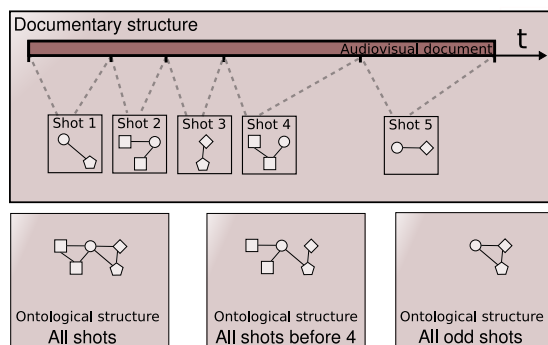 Documentary structure
Audiovisual document
t
Shot 1
Shot 2
Shot 3
Shot 4
Shot 5
Ontological structure
All shots
Ontological structure
All shots before 4
Ontological structure
All odd shots